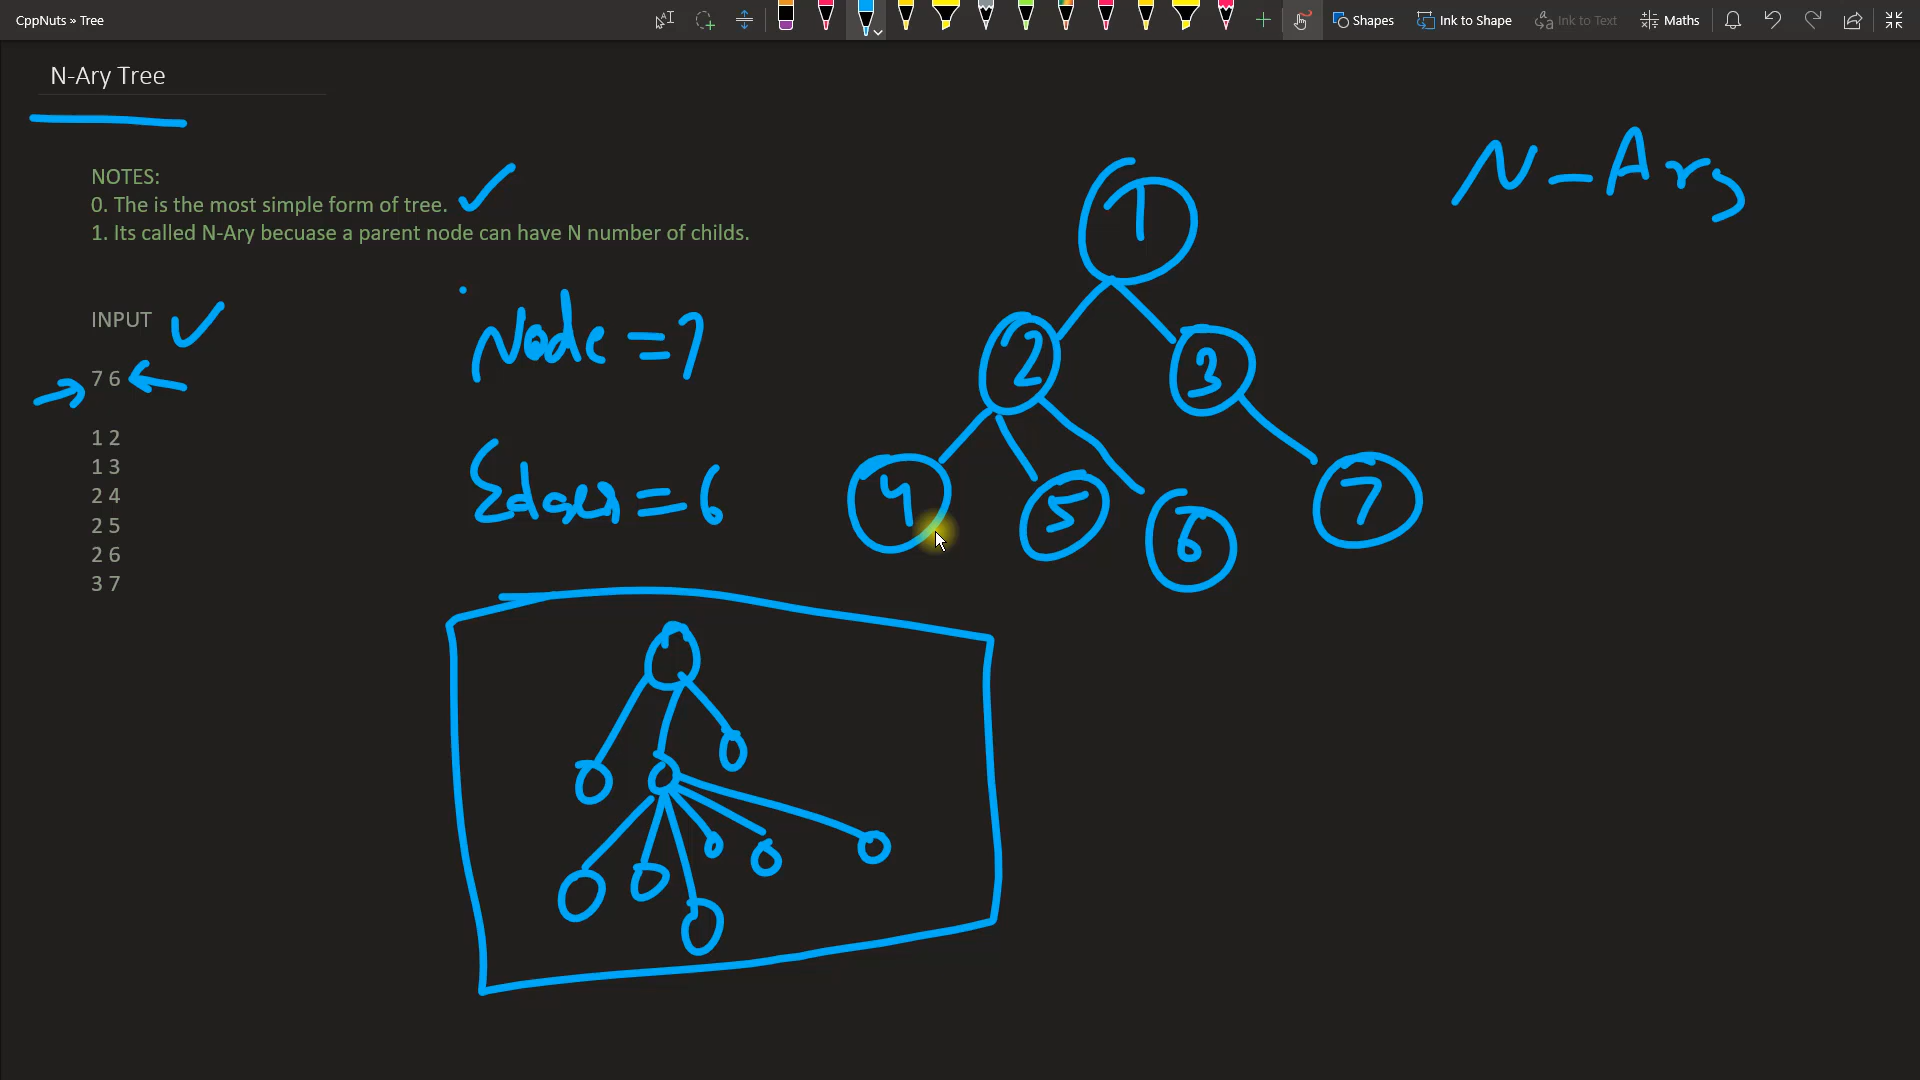 CppNuts » Tree
Shapes
Ink to Shape
Ink to Text
Maths
N-Ary Tree
NOTES:
0. The is the most simple form of tree.
1. Its called N-Ary becuase a parent node can have N number of childs.
INPUT
7 6
1 2
1 3
2 4
2 5
2 6
3 7
Node = 7
Edges = 6
N-Ary
1
2
3
4
5
6
7